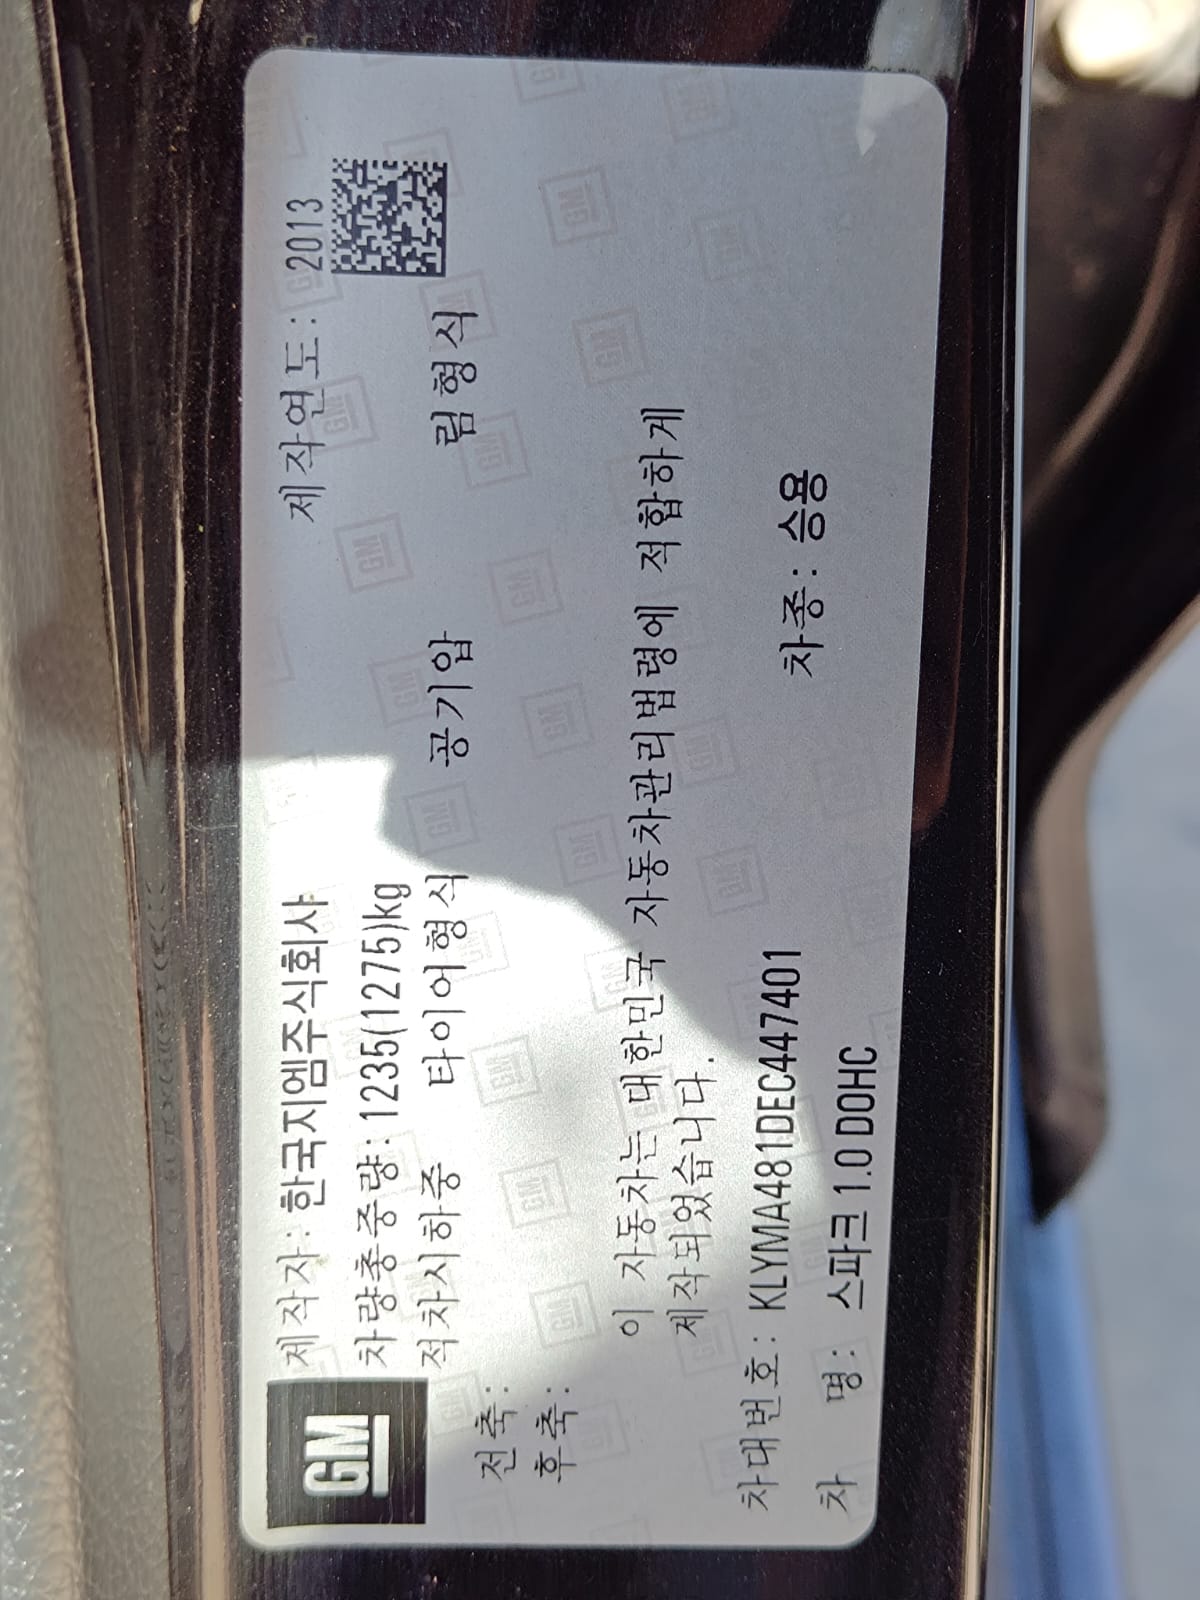 GM
제작자: 한국지엠주식회사 제작연도: 2013
차량총중량: 1235(1275)kg
적차시하중 타이어형식 공기압 림형식
전축:
후축:
이 자동차는 대한민국 자동차관리법령에 적합하게
제작되었습니다.
차대번호: KLYMA481DEC447401
차 명: 스파크 1.0 DOHC 차종: 승용